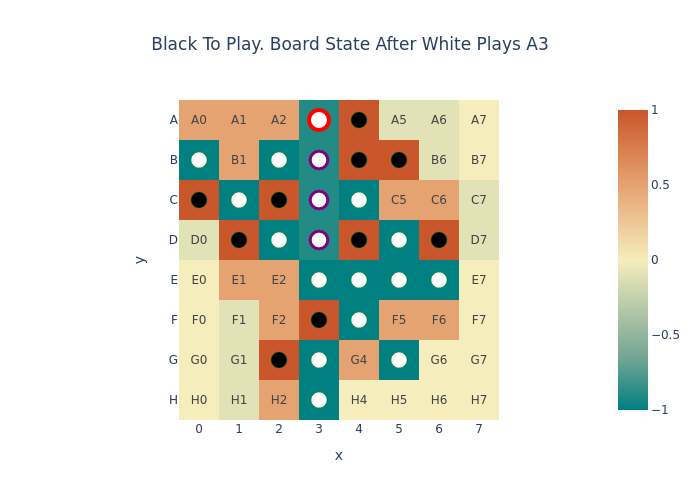 Black To Play. Board State After White Plays A3
A A0 A1 A2 A5 A6 A7
B B1 B6 B7
C C5 C6 C7
D D0 D7
E E0 E1 E2 E7
F F0 F1 F2 F5 F6 F7
G G0 G1 G4 G6 G7
H H0 H1 H2 H4 H5 H6 H7
0 1 2 3 4 5 6 7
x
y
1
0.5
0
−0.5
−1